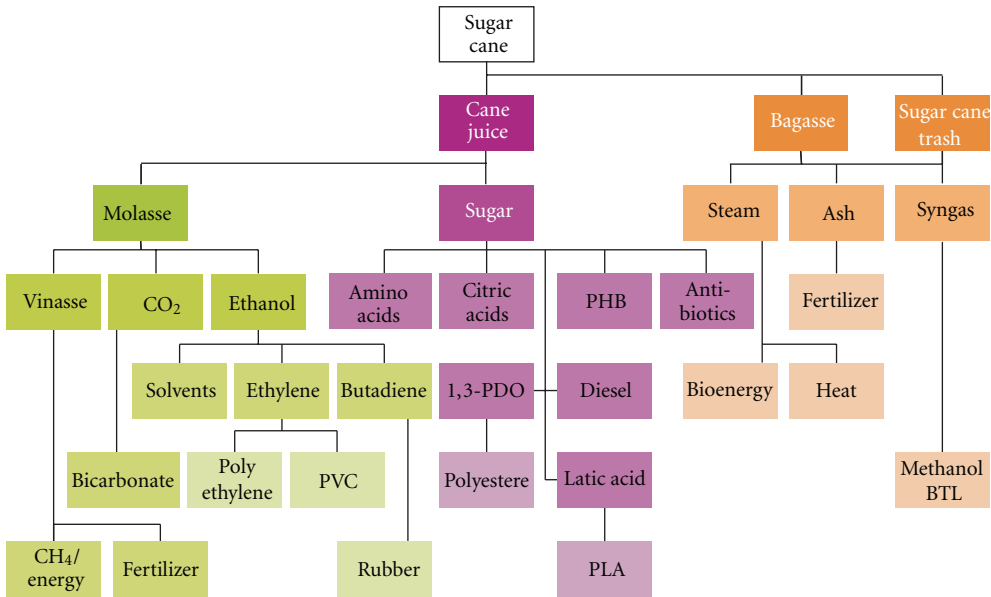 Sugar
cane
Cane
juice
Bagasse
Sugar cane
trash
Molasse
Sugar
Steam
Ash
Syngas
Vinasse
CO₂
Ethanol
Amino
acids
Citric
acids
PHB
Anti-
biotics
Fertilizer
Solvents
Ethylene
Butadiene
1,3-PDO
Diesel
Bioenergy
Heat
Bicarbonate
Poly
ethylene
PVC
Polyestere
Latic acid
Methanol
BTL
CH₄/
energy
Fertilizer
Rubber
PLA